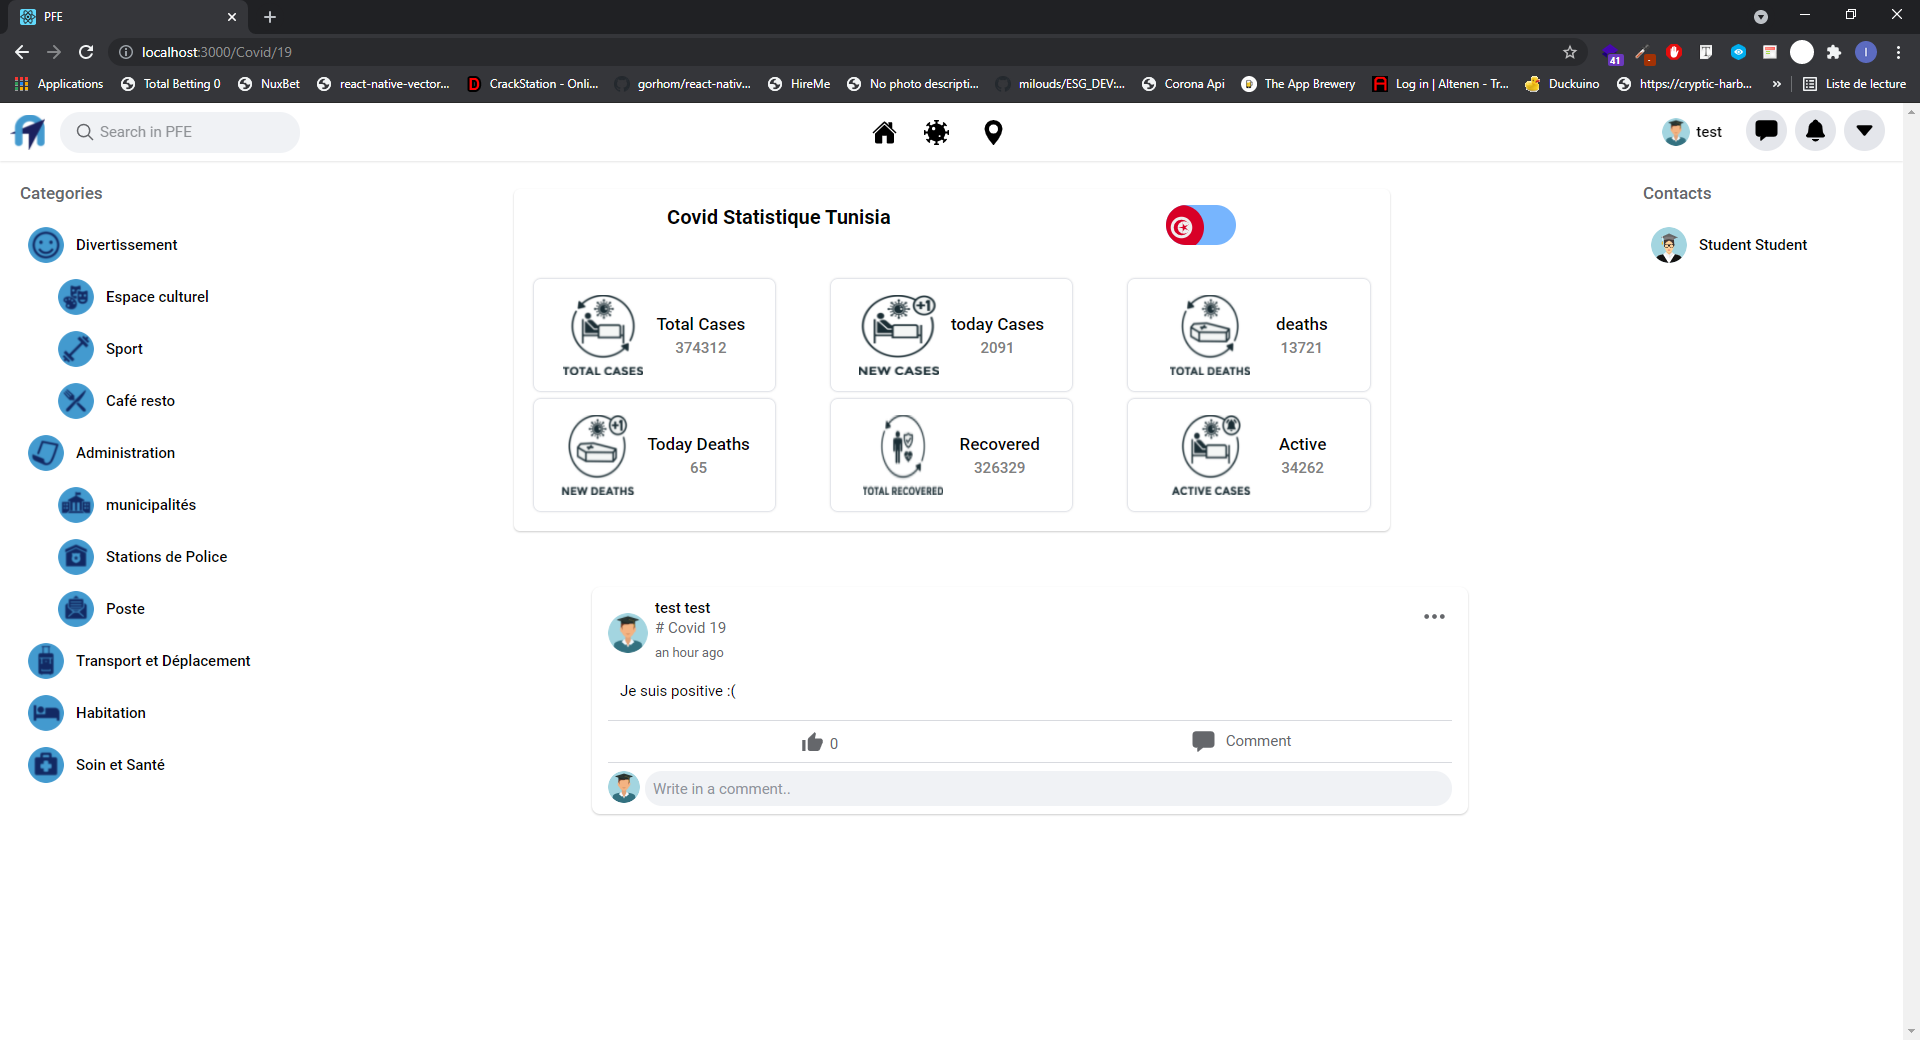 PFE
localhost:3000/Covid/19
41
I
Applications
Total Betting 0
NuxBet
react-native-vector...
CrackStation - Onli...
gorhom/react-nativ...
HireMe
No photo descripti...
milouds/ESG_DEV:...
Corona Api
The App Brewery
Log in | Altenen - Tr...
Duckuino
https://cryptic-harb...
»
Liste de lecture
Search in PFE
test
Categories
Divertissement
Espace culturel
Sport
Café resto
Administration
municipalités
Stations de Police
Poste
Transport et Déplacement
Habitation
Soin et Santé
Covid Statistique Tunisia
TOTAL CASES
Total Cases
374312
+1
NEW CASES
today Cases
2091
TOTAL DEATHS
deaths
13721
+1
NEW DEATHS
Today Deaths
65
TOTAL RECOVERED
Recovered
326329
ACTIVE CASES
Active
34262
test test
# Covid 19
an hour ago
Je suis positive :(
0
Comment
Write in a comment..
Contacts
Student Student